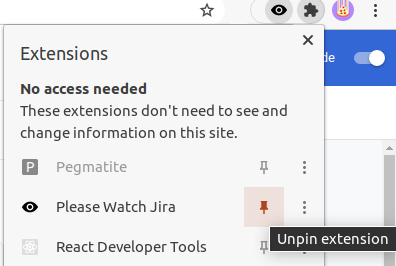 de
Extensions
No access needed
These extensions don't need to see and
change information on this site.
P Pegmatite
Please Watch Jira
Unpin extension
React Developer Tools